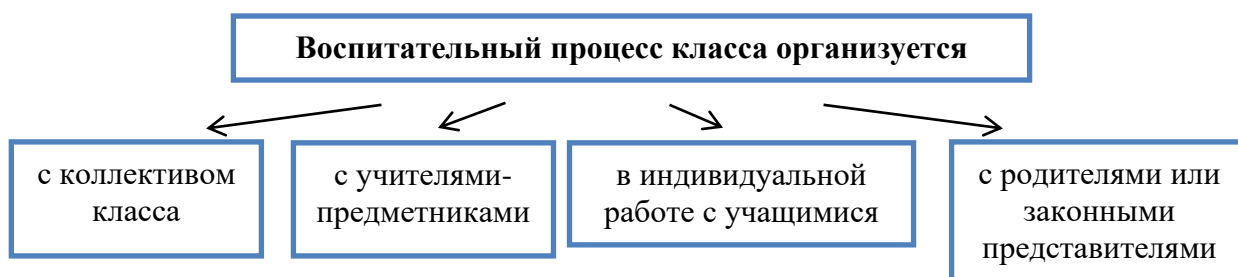 Воспитательный процесс класса организуется
с коллективом
класса
с учителями-
предметниками
в индивидуальной
работе с учащимися
с родителями или
законными
представителями